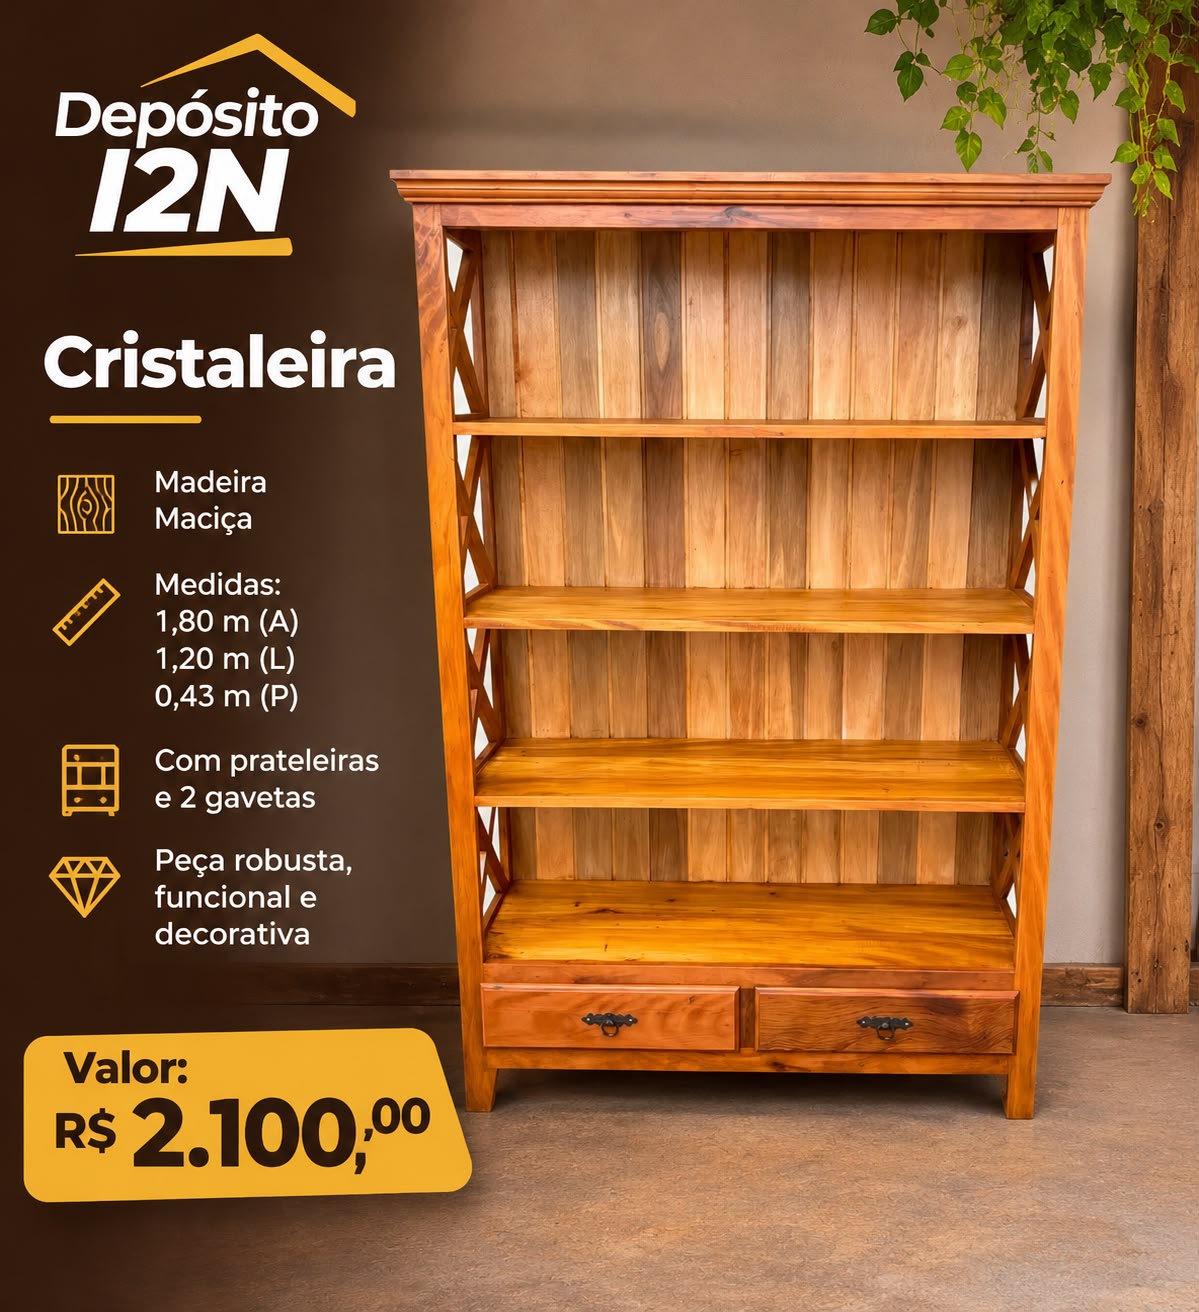 Depósito
I2N
Cristaleira
Madeira
Maciça
Medidas:
1,80 m (A)
1,20 m (L)
0,43 m (P)
Com prateleiras
e 2 gavetas
Peça robusta,
funcional e
decorativa
Valor:
R$ 2.100,,00